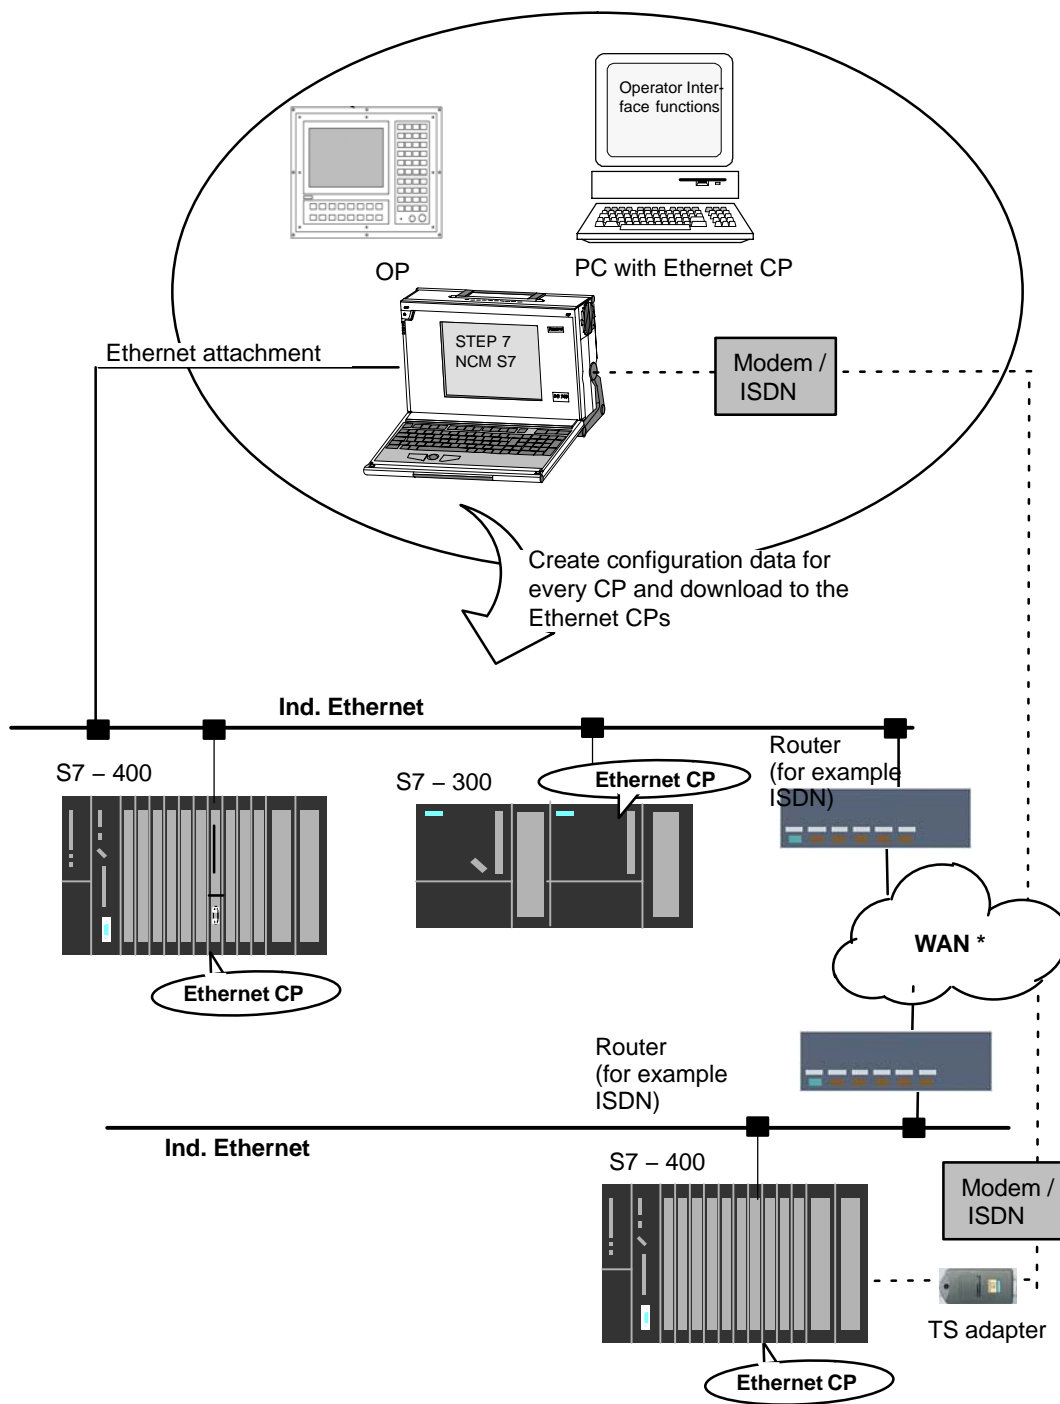 Operator Inter-
face functions
OP
PC with Ethernet CP
STEP 7
NCM S7
Ethernet attachment
Modem /
ISDN
Create configuration data for
every CP and download to the
Ethernet CPs
Ind. Ethernet
S7 – 400
S7 – 300
Ethernet CP
Router
(for example
ISDN)
WAN *
Ethernet CP
Router
(for example
ISDN)
Ind. Ethernet
S7 – 400
Modem /
ISDN
TS adapter
Ethernet CP